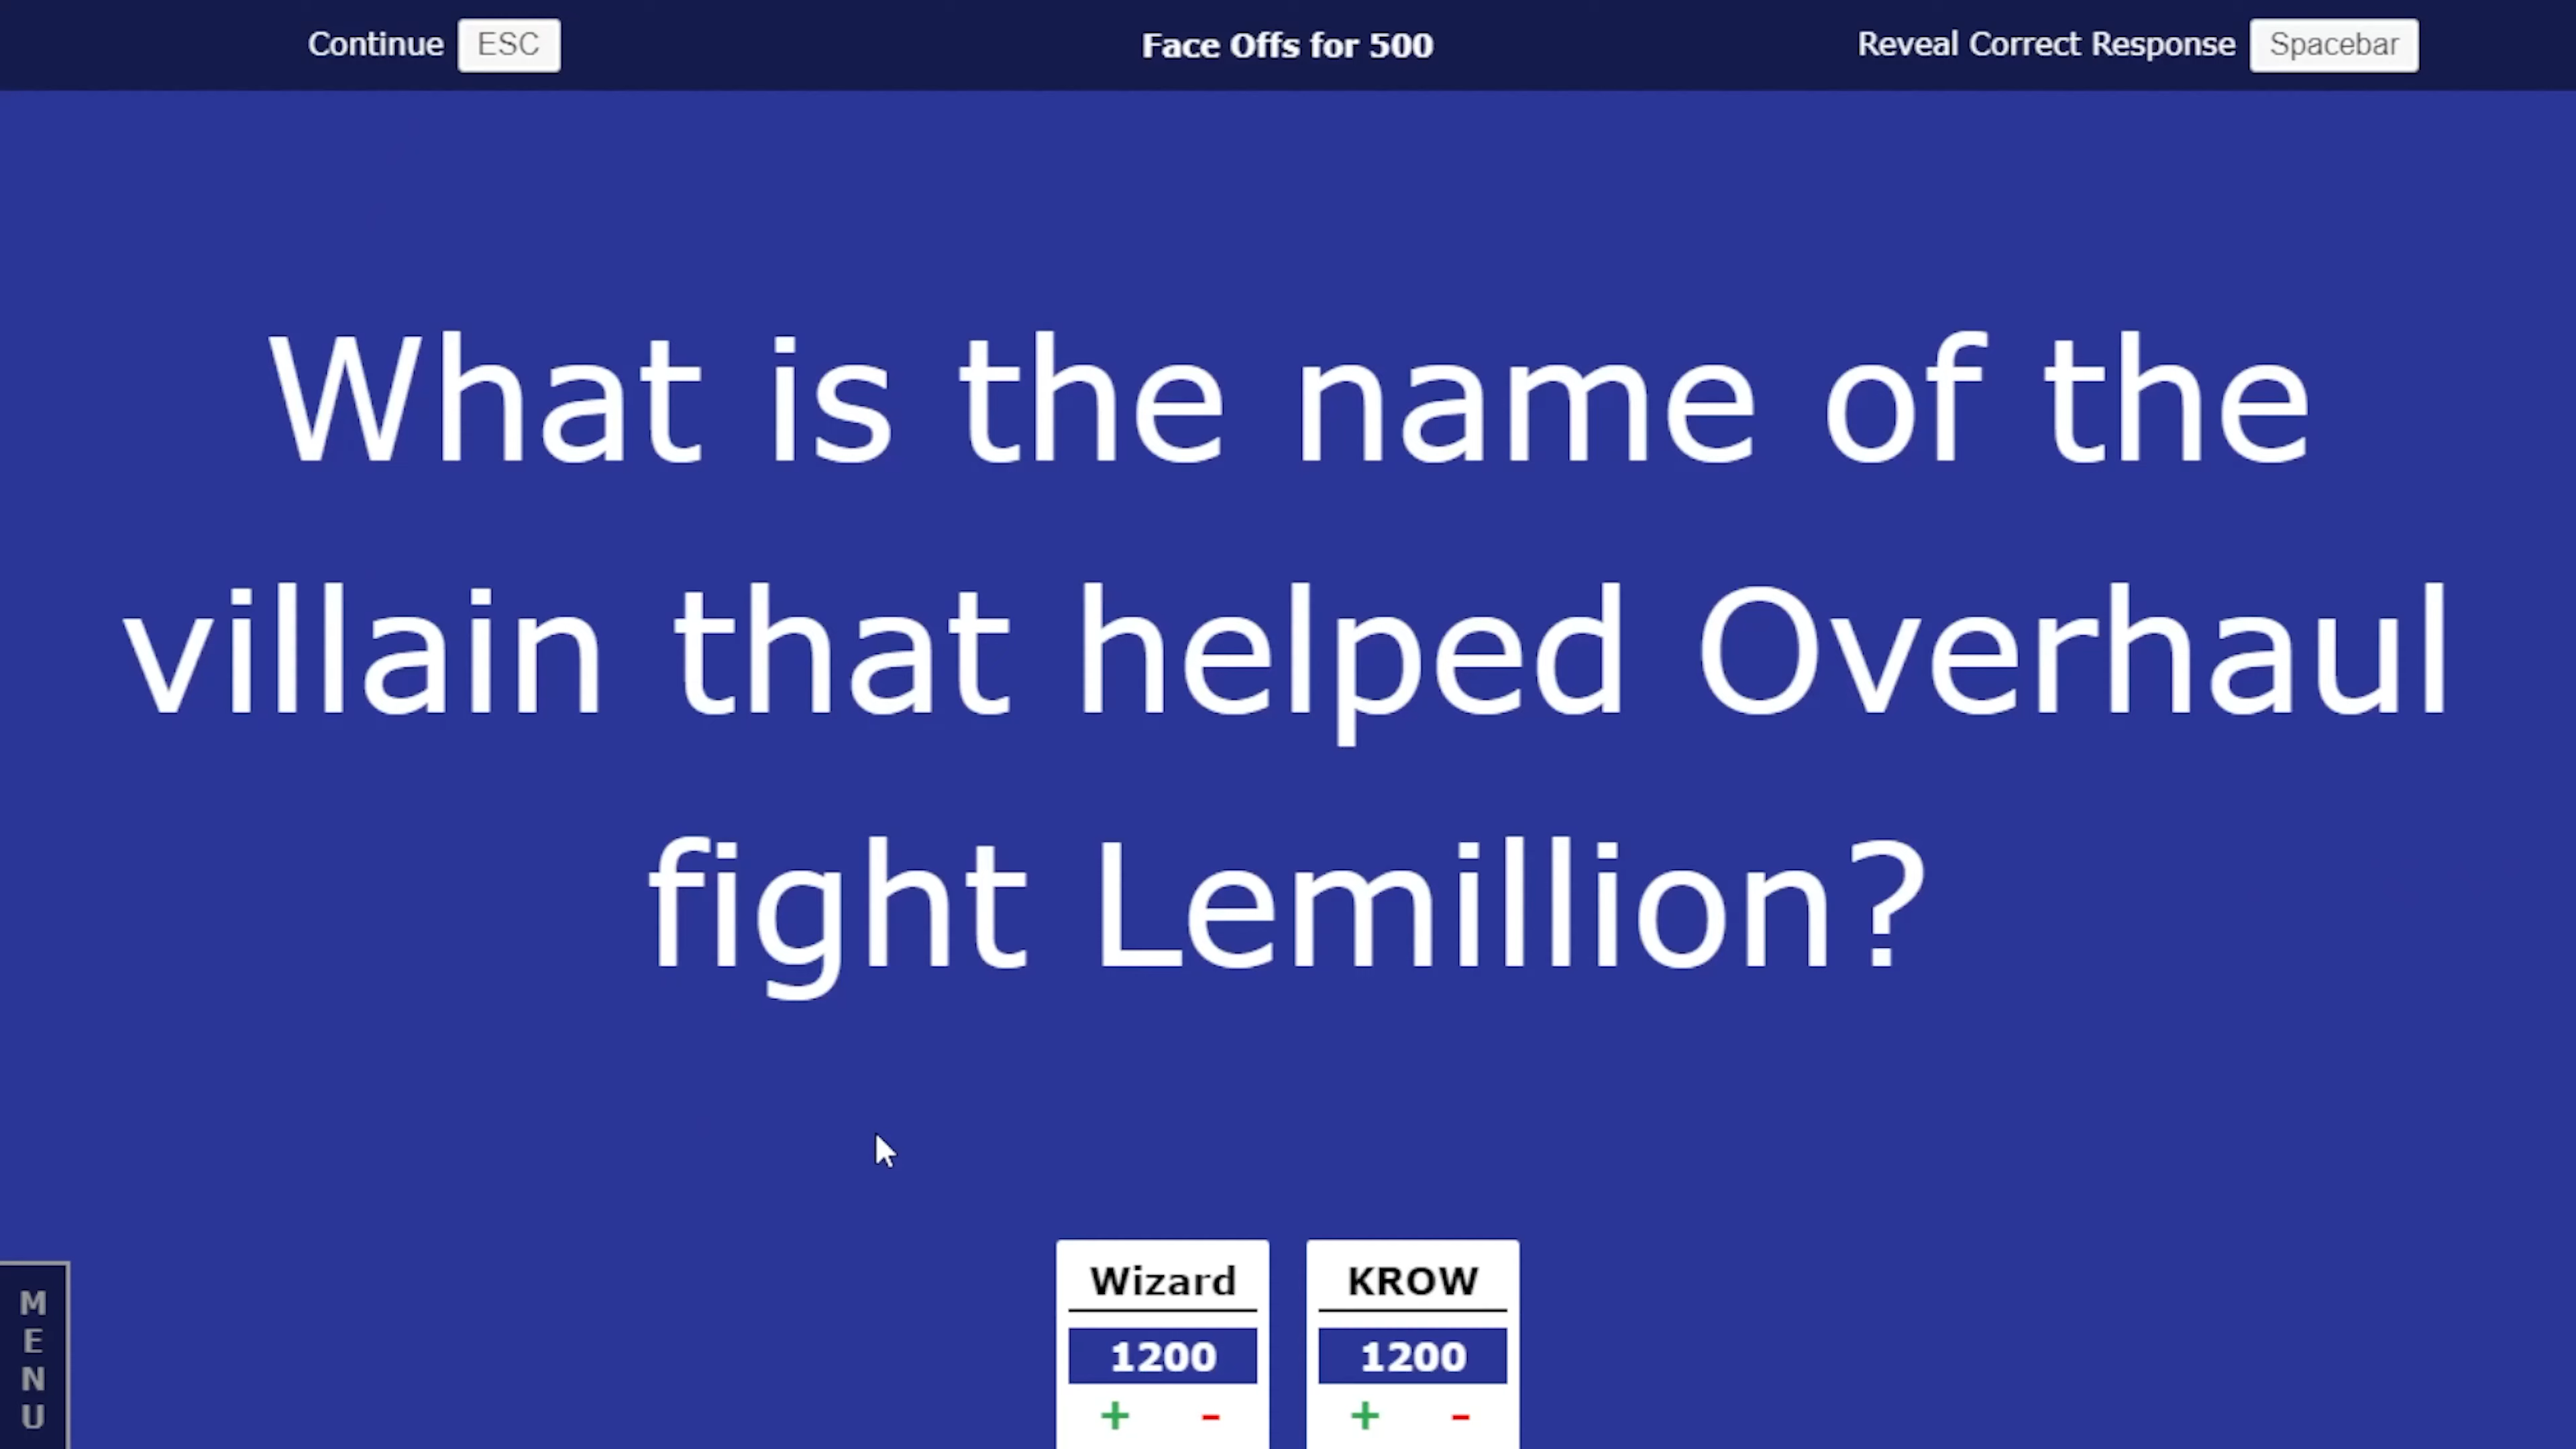 Continue ESC
Face Offs for 500
Reveal Correct Response Spacebar
What is the name of the
villain that helped Overhaul
fight Lemillion?
Wizard
1200
+ -
KROW
1200
+ -
MENU